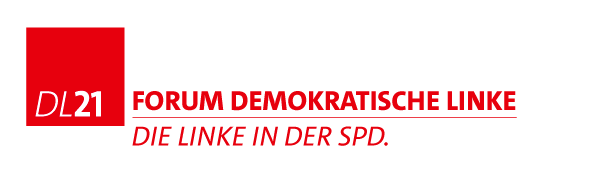 DL21
FORUM DEMOKRATISCHE LINKE
DIE LINKE IN DER SPD.